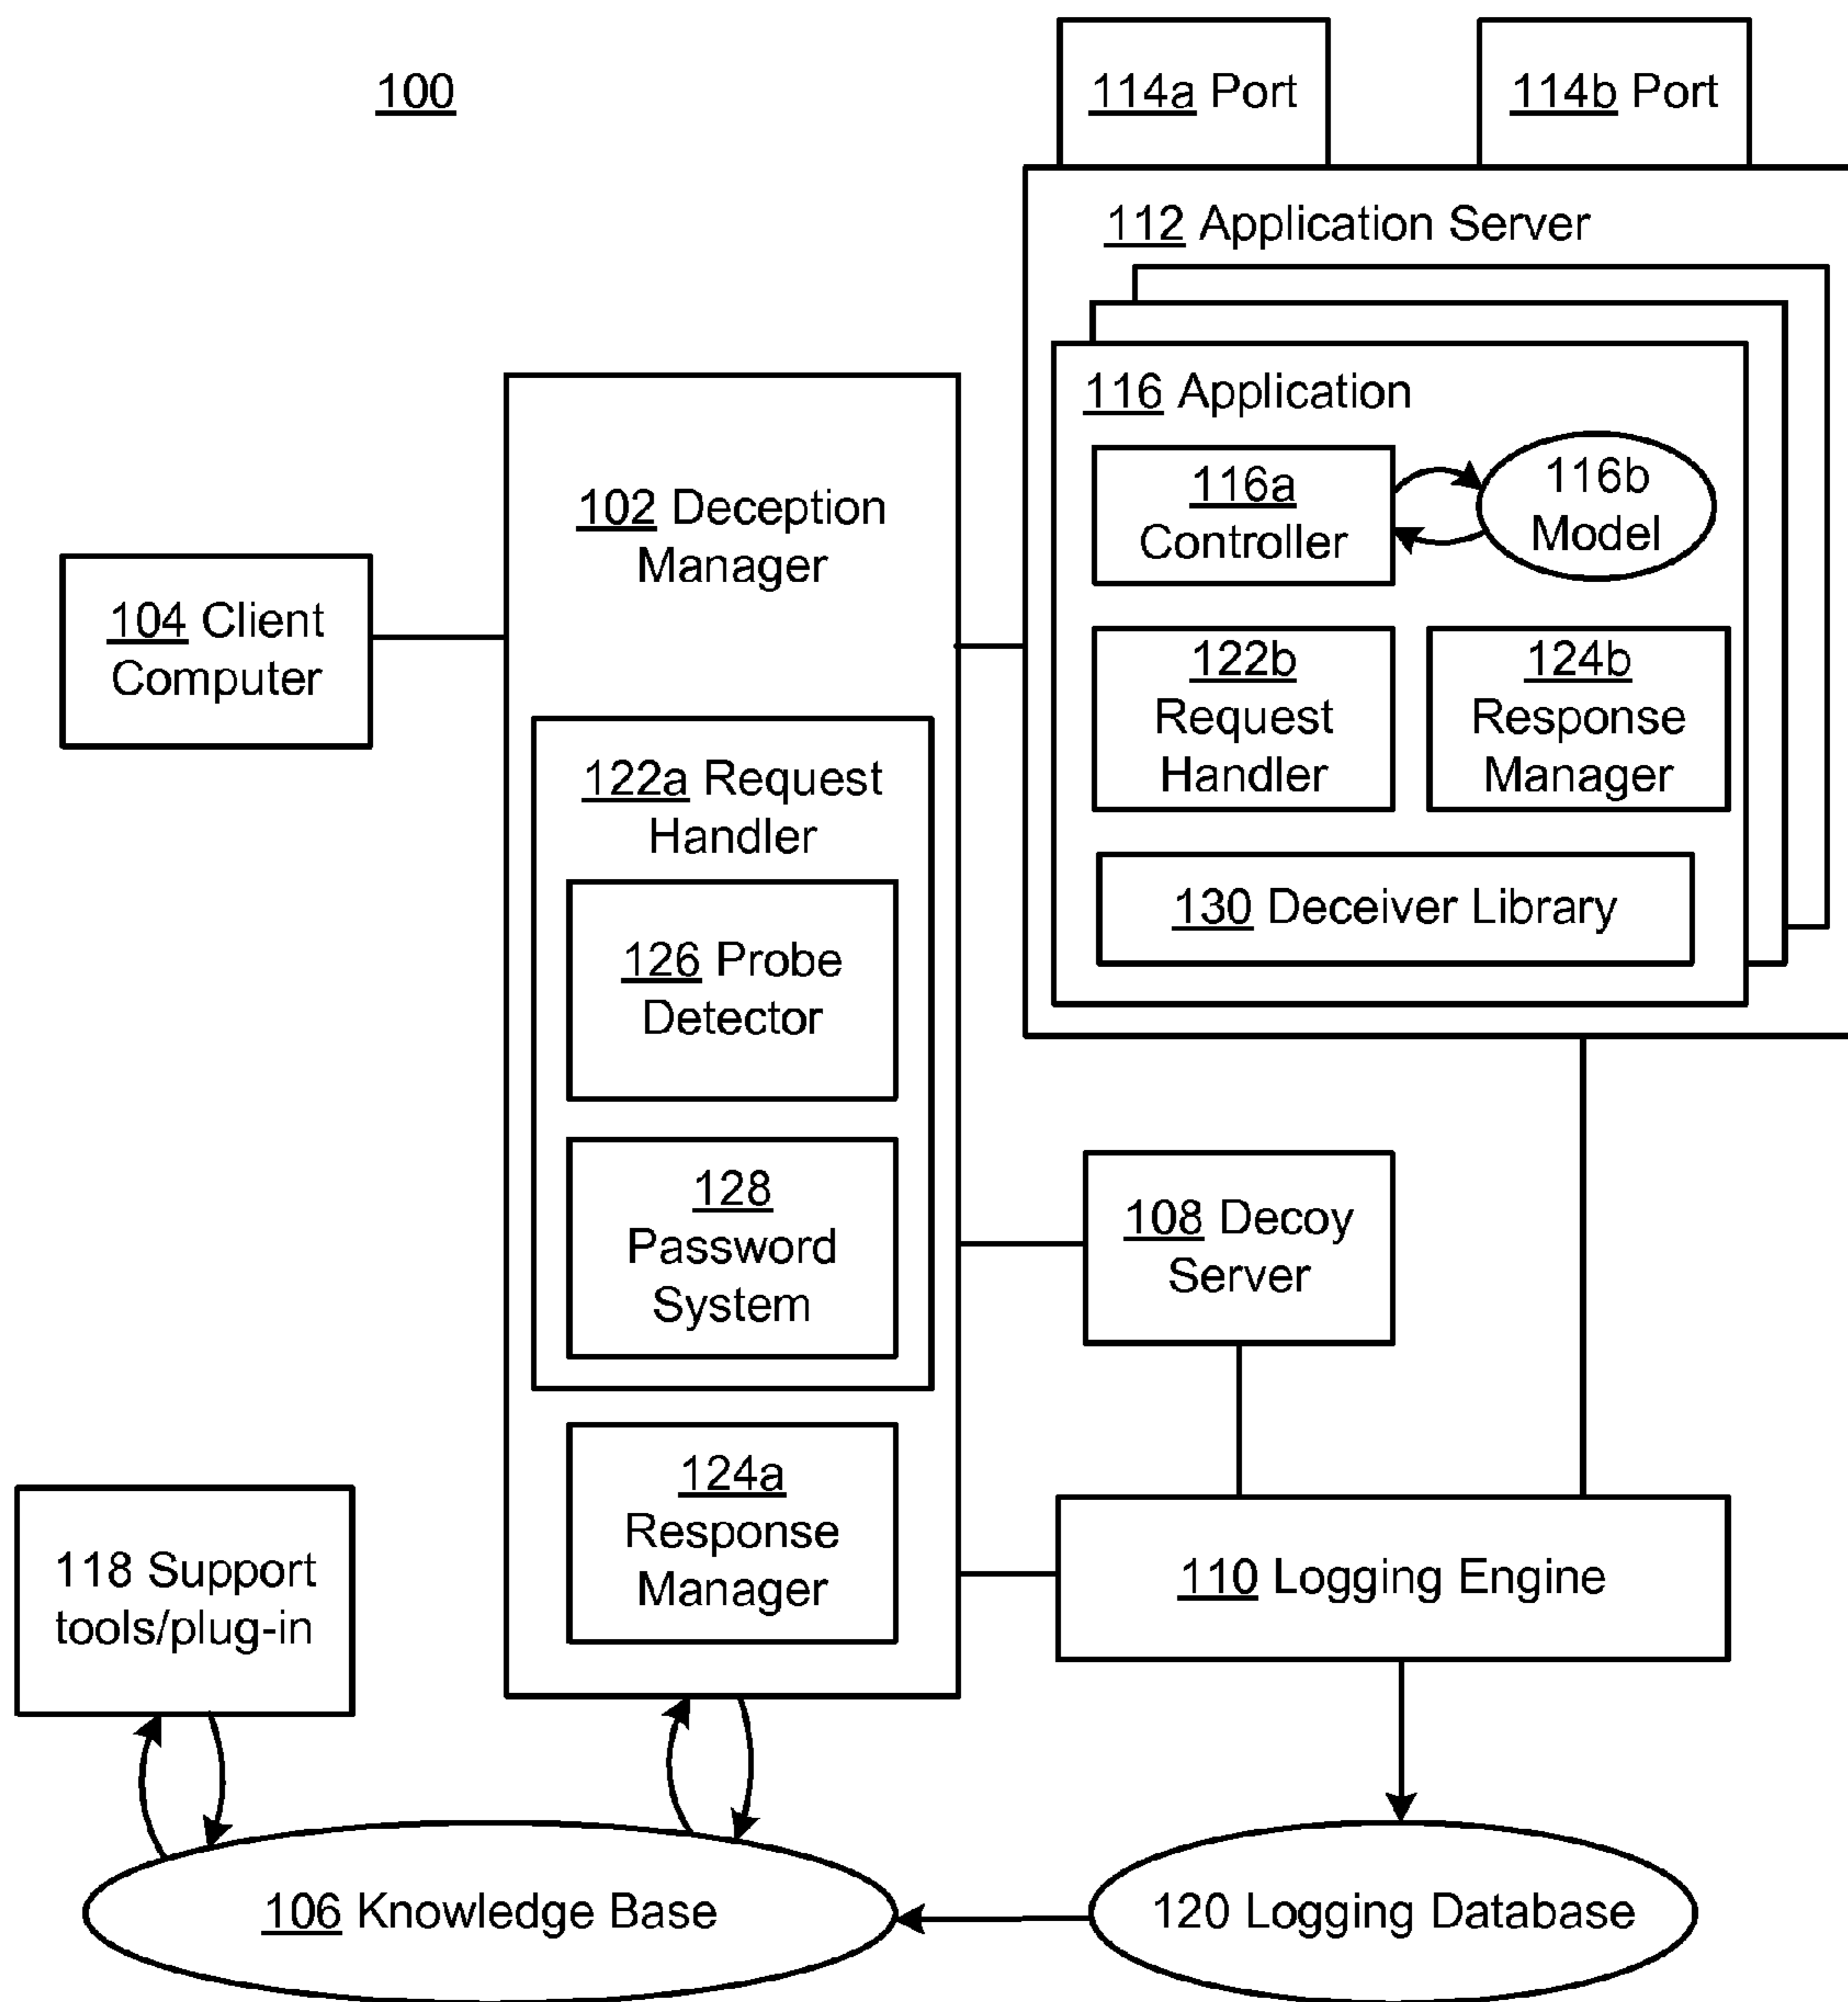 100
114a Port
114b Port
112 Application Server
116 Application
116a
Controller
116b
Model
102 Deception
Manager
104 Client
Computer
122b
Request
Handler
124b
Response
Manager
122a Request
Handler
130 Deceiver Library
126 Probe
Detector
128
Password
System
108 Decoy
Server
124a
Response
Manager
118 Support
tools/plug-in
110 Logging Engine
106 Knowledge Base
120 Logging Database